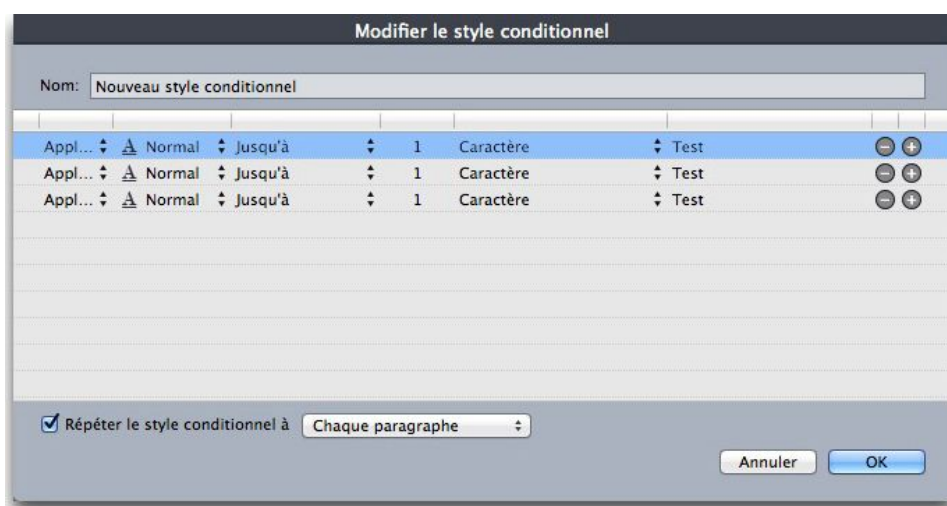 Modifier le style conditionnel
Nom: Nouveau style conditionnel
Appl... A Normal Jusqu'à 1 Caractère Test
Appl... A Normal Jusqu'à 1 Caractère Test
Appl... A Normal Jusqu'à 1 Caractère Test
Répéter le style conditionnel à Chaque paragraphe
Annuler OK